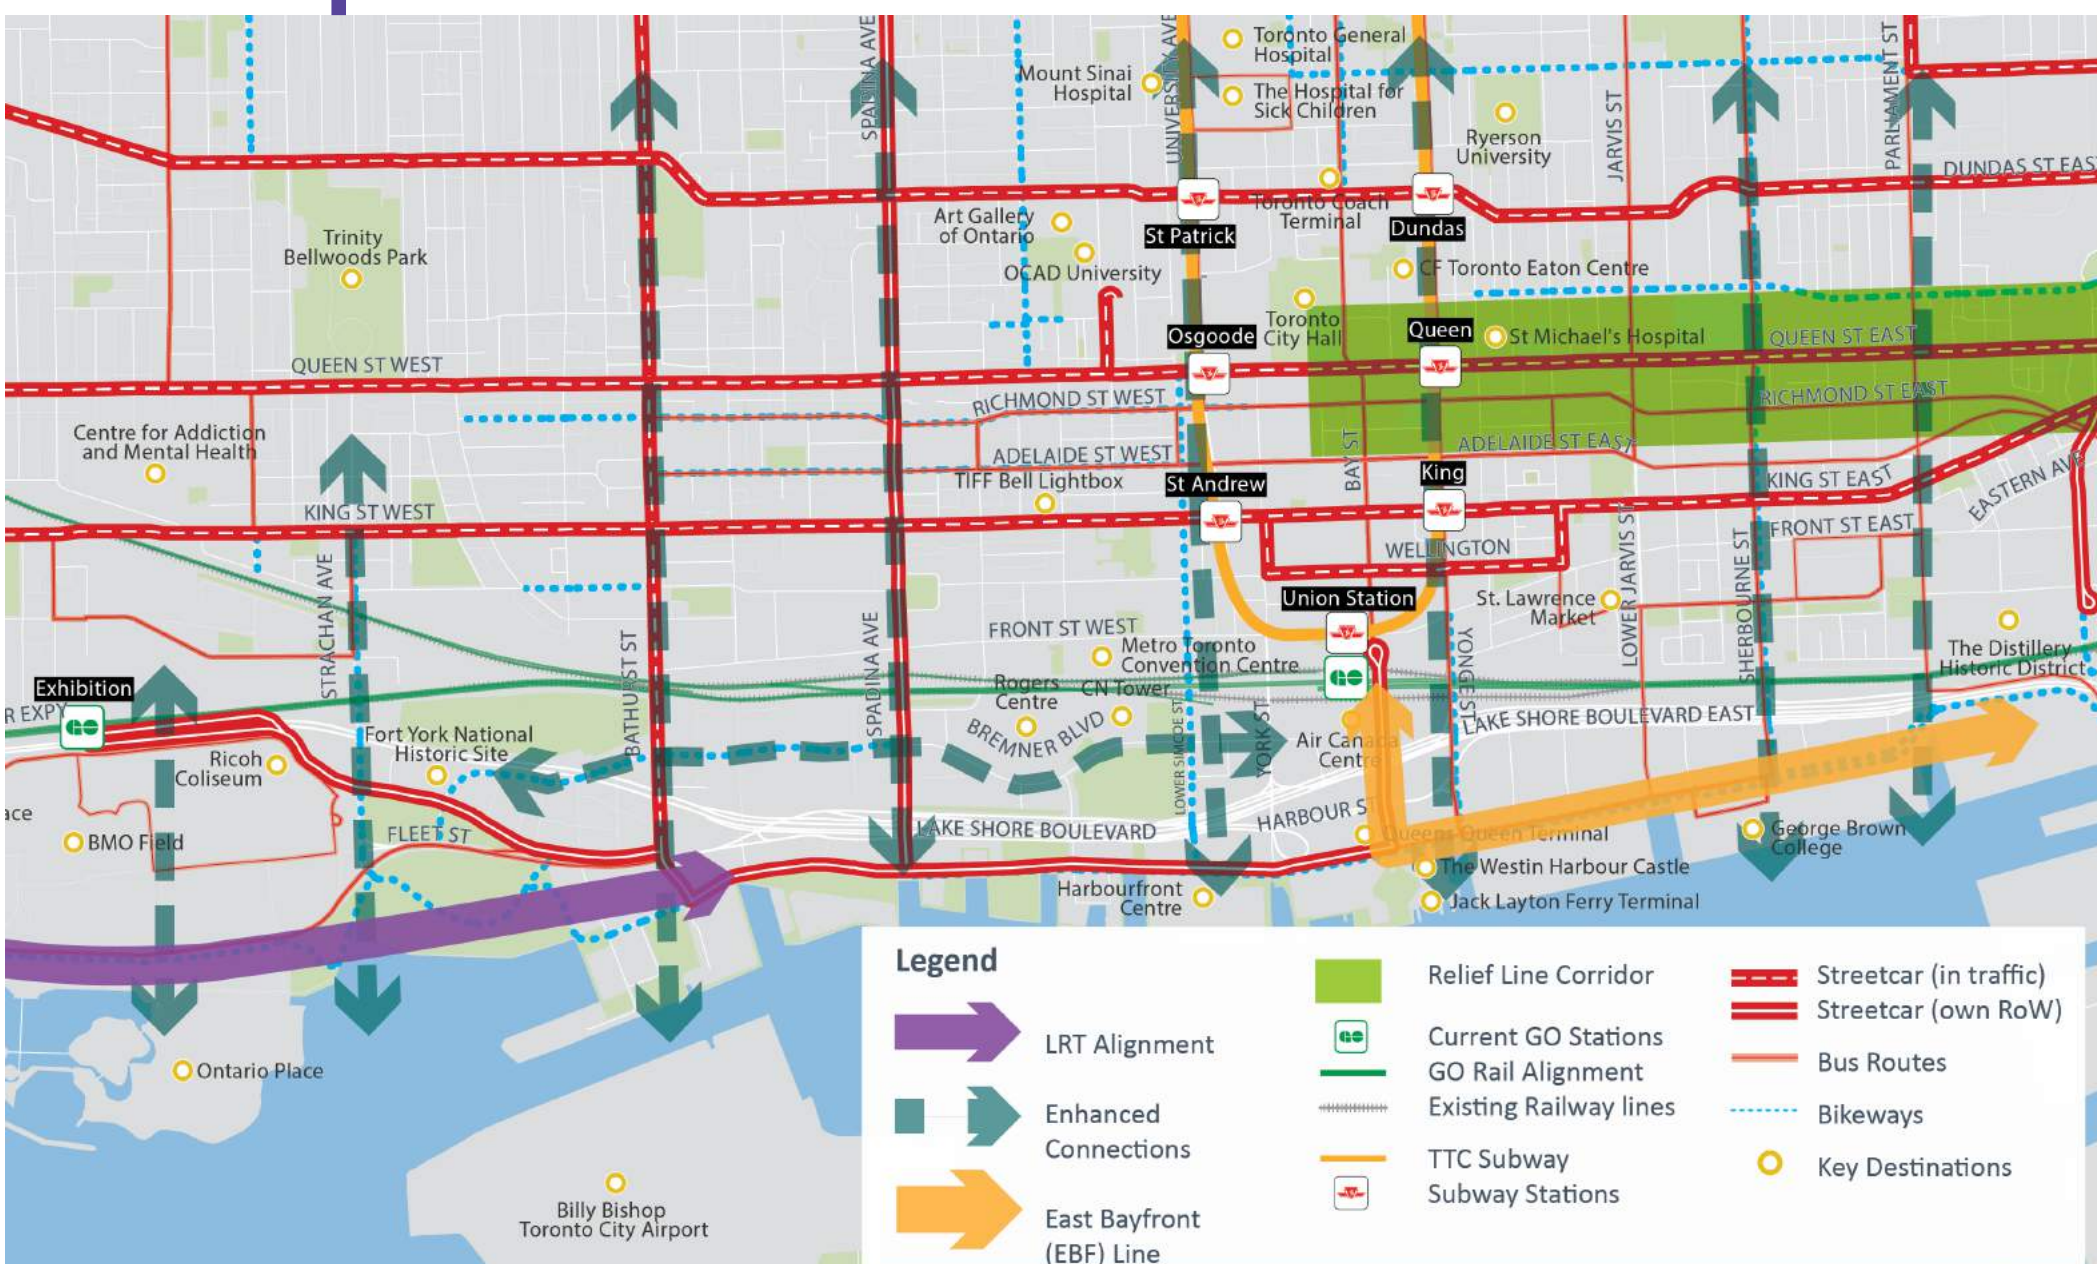 SPADINA AVE
UNIVERSITY AVE
Toronto General
Hospital
Mount Sinai
Hospital
The Hospital for
Sick Children
Ryerson
University
JARVIS ST
PARLIAMENT ST
DUNDAS ST EAST
Trinity
Bellwoods Park
Art Gallery
of Ontario
OCAD University
St Patrick
Toronto Coach
Terminal
Dundas
CF Toronto Eaton Centre
Toronto
City Hall
Osgoode
Queen
St Michael's Hospital
QUEEN ST EAST
QUEEN ST WEST
RICHMOND ST WEST
RICHMOND ST EAST
Centre for Addiction
and Mental Health
ADELAIDE ST WEST
ADELAIDE ST EAST
BAY ST
TIFF Bell Lightbox
St Andrew
King
KING ST EAST
EASTERN AVE
KING ST WEST
FRONT ST EAST
WELLINGTON
STRACHAN AVE
BATHURST ST
SPADINA AVE
FRONT ST WEST
Union Station
St. Lawrence
Market
LOWER JARVIS ST
SHERBOURNE ST
YONGE ST
The Distillery
Historic District
Exhibition
R EXPY
Metro Toronto
Convention Centre
Rogers
Centre
CN Tower
BREMNER BLVD
LOWER SIMCOE ST
YORK ST
Air Canada
Centre
LAKE SHORE BOULEVARD EAST
Fort York National
Historic Site
Ricoh
Coliseum
ace
BMO Field
FLEET ST
LAKE SHORE BOULEVARD
HARBOUR ST
Queens Queen Terminal
George Brown
College
The Westin Harbour Castle
Harbourfront
Centre
Jack Layton Ferry Terminal
Ontario Place
Billy Bishop
Toronto City Airport
Legend
LRT Alignment
Enhanced
Connections
East Bayfront
(EBF) Line
Relief Line Corridor
GO
Current GO Stations
GO Rail Alignment
Existing Railway lines
TTC Subway
Subway Stations
Streetcar (in traffic)
Streetcar (own RoW)
Bus Routes
Bikeways
Key Destinations